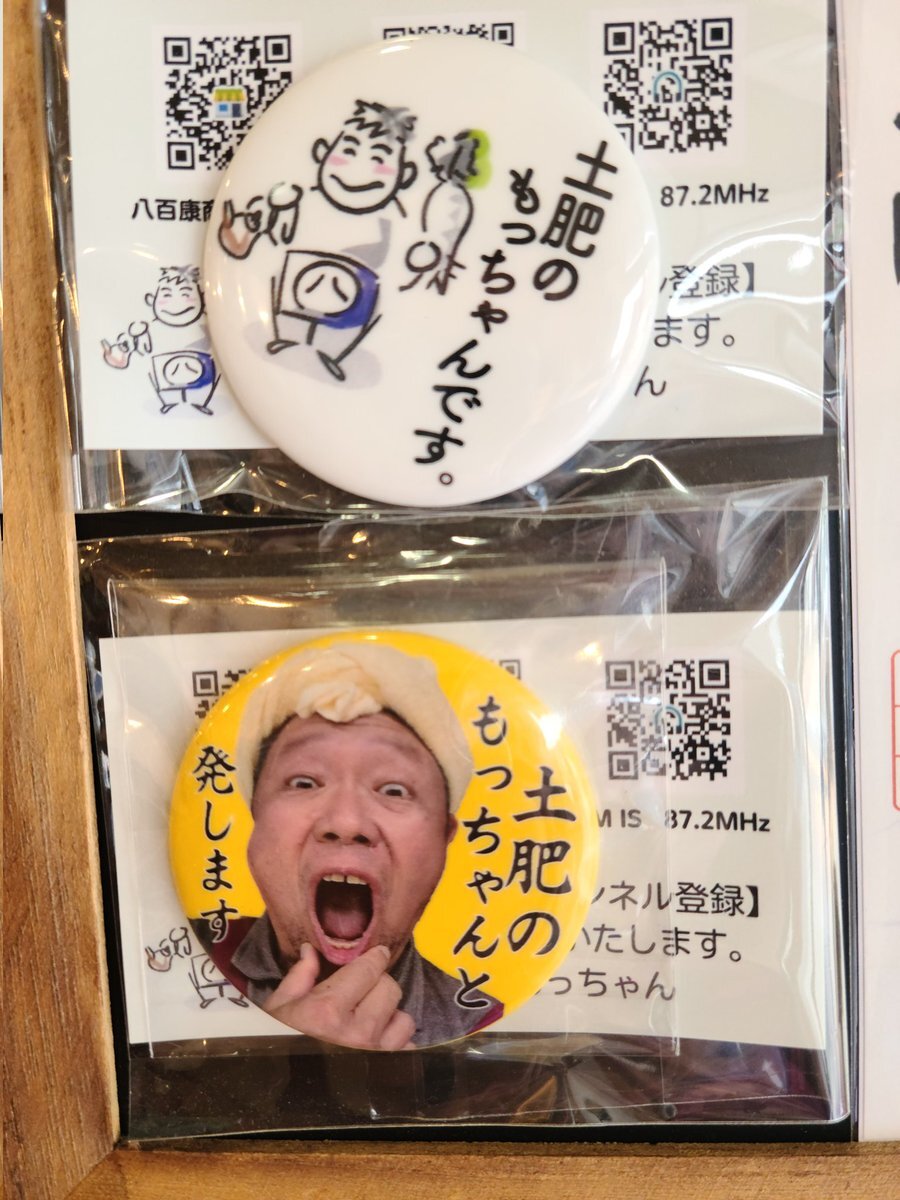 八百康商
87.2MHz
土肥の
もっちゃんです。
八
登録】
ます。
ん
土肥の
もっちゃんと
発します
M IS 87.2MHz
ンネル登録】
いたします。
っちゃん